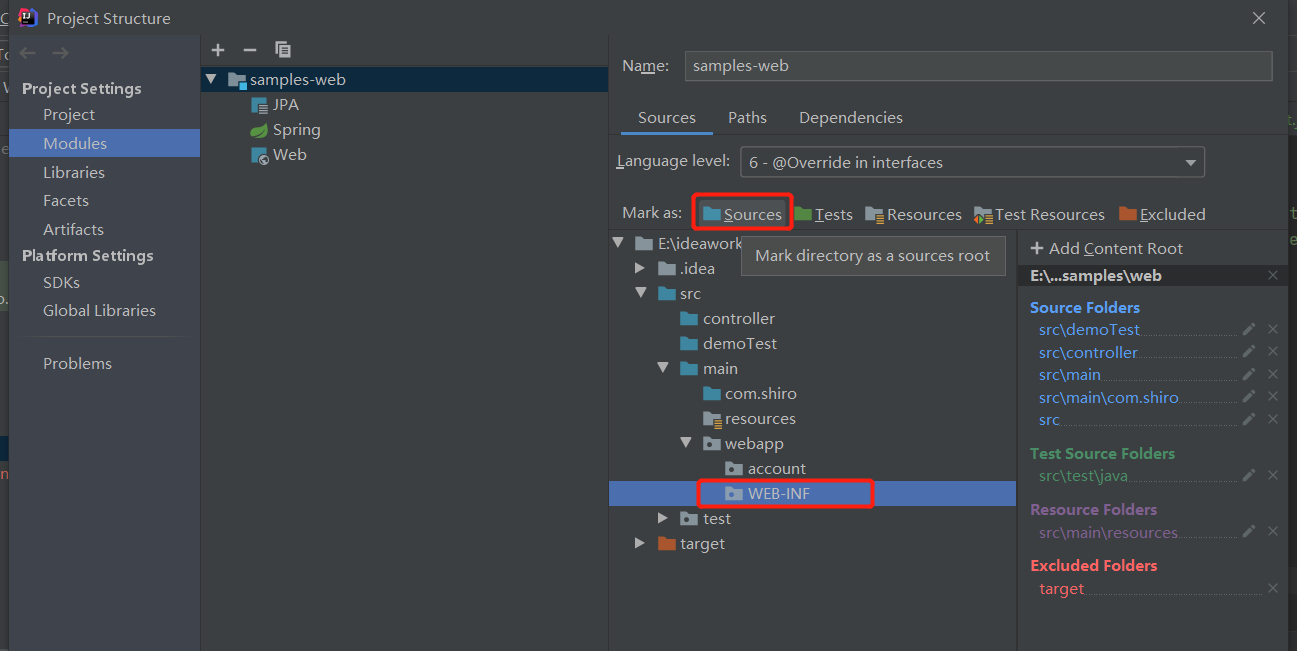 Project Structure
Project Settings
Project
Modules
Libraries
Facets
Artifacts
Platform Settings
SDKs
Global Libraries
Problems
samples-web
JPA
Spring
Web
Name: samples-web
Sources Paths Dependencies
Language level: 6 - @Override in interfaces
Mark as: Sources Tests Resources Test Resources Excluded
Mark directory as a sources root
E:\ideawork
.idea
src
controller
demoTest
main
com.shiro
resources
webapp
account
WEB-INF
test
target
Add Content Root
E:\...samples\web
Source Folders
src\demoTest
src\controller
src\main
src\main\com.shiro
src
Test Source Folders
src\test\java
Resource Folders
src\main\resources
Excluded Folders
target